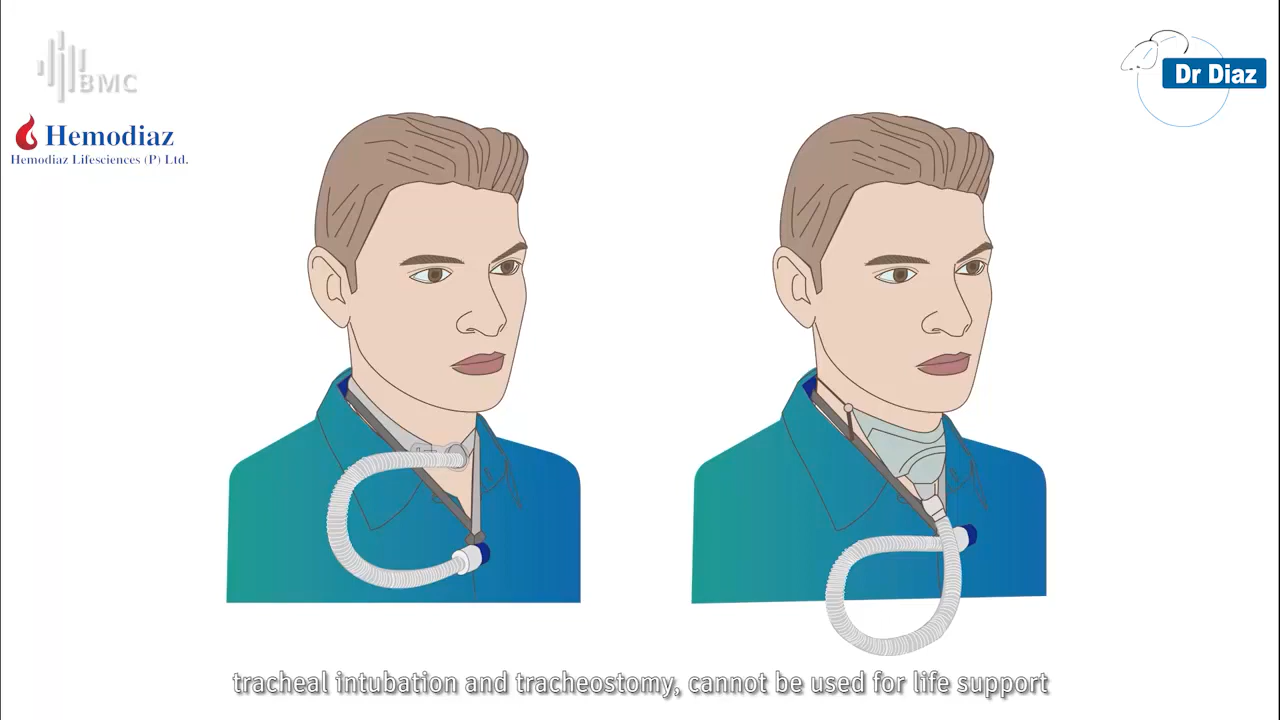 BMC
Dr Diaz
Hemodiaz
Hemodiaz Lifesciences (P) Ltd.
tracheal intubation and tracheostomy, cannot be used for life support